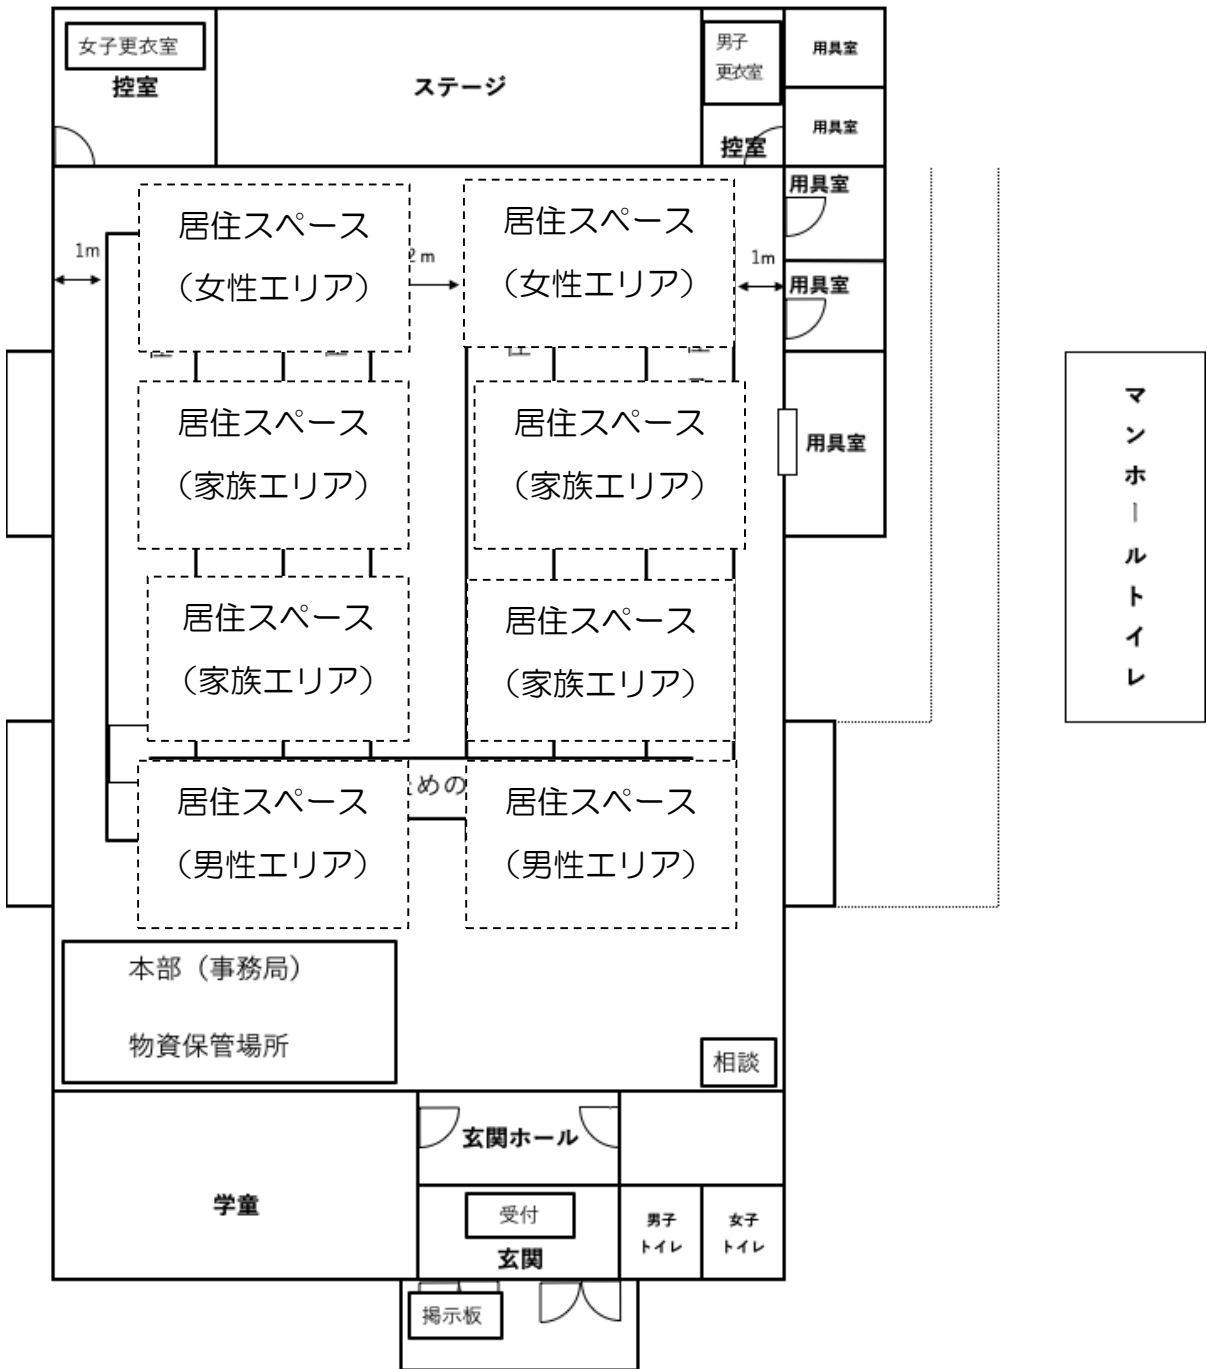 女子更衣室
控室
ステージ
男子
更衣室
控室
用具室
用具室
用具室
用具室
用具室
1m
2m
1m
居住スペース
（女性エリア）
居住スペース
（女性エリア）
居住スペース
（家族エリア）
居住スペース
（家族エリア）
居住スペース
（家族エリア）
居住スペース
（家族エリア）
めの
居住スペース
（男性エリア）
居住スペース
（男性エリア）
マンホールトイレ
本部（事務局）
物資保管場所
相談
玄関ホール
学童
受付
玄関
男子
トイレ
女子
トイレ
掲示板